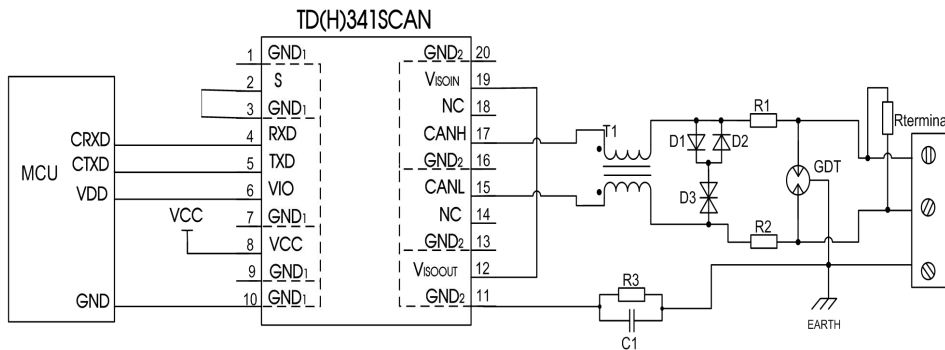 TD(H)341SCAN
MCU
CRXD
CTXD
VDD
GND
VCC
1 GND1
2 S
3 GND1
4 RXD
5 TXD
6 VIO
7 GND1
8 VCC
9 GND1
10 GND1
GND2 20
VISOIN 19
NC 18
CANH 17
GND2 16
CANL 15
NC 14
GND2 13
VISOOUT 12
GND2 11
T1
D1
D2
D3
R1
R2
GDT
Rtermina
R3
C1
EARTH